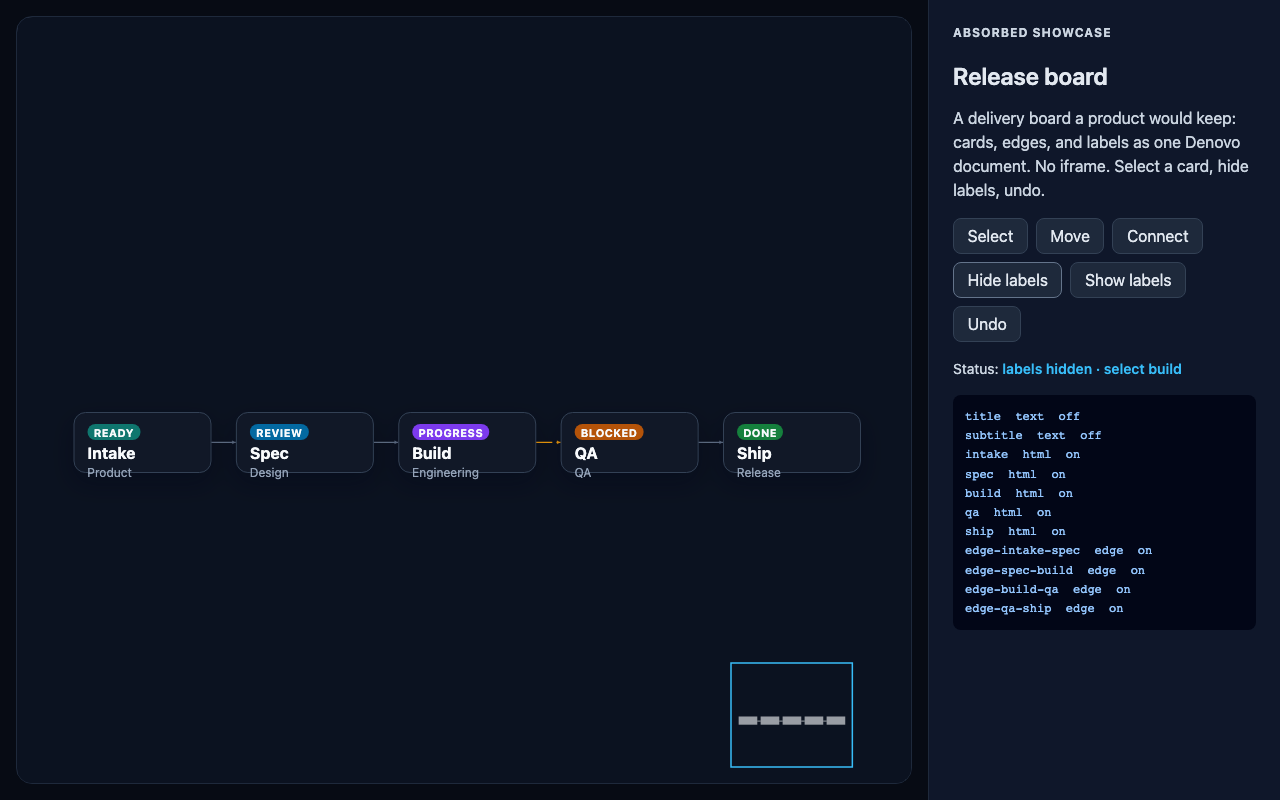 READY
Intake
Product
REVIEW
Spec
Design
PROGRESS
Build
Engineering
BLOCKED
QA
QA
DONE
Ship
Release
ABSORBED SHOWCASE
Release board
A delivery board a product would keep:
cards, edges, and labels as one Denovo
document. No iframe. Select a card, hide
labels, undo.
Select
Move
Connect
Hide labels
Show labels
Undo
Status: labels hidden · select build
title text off
subtitle text off
intake html on
spec html on
build html on
qa html on
ship html on
edge-intake-spec edge on
edge-spec-build edge on
edge-build-qa edge on
edge-qa-ship edge on